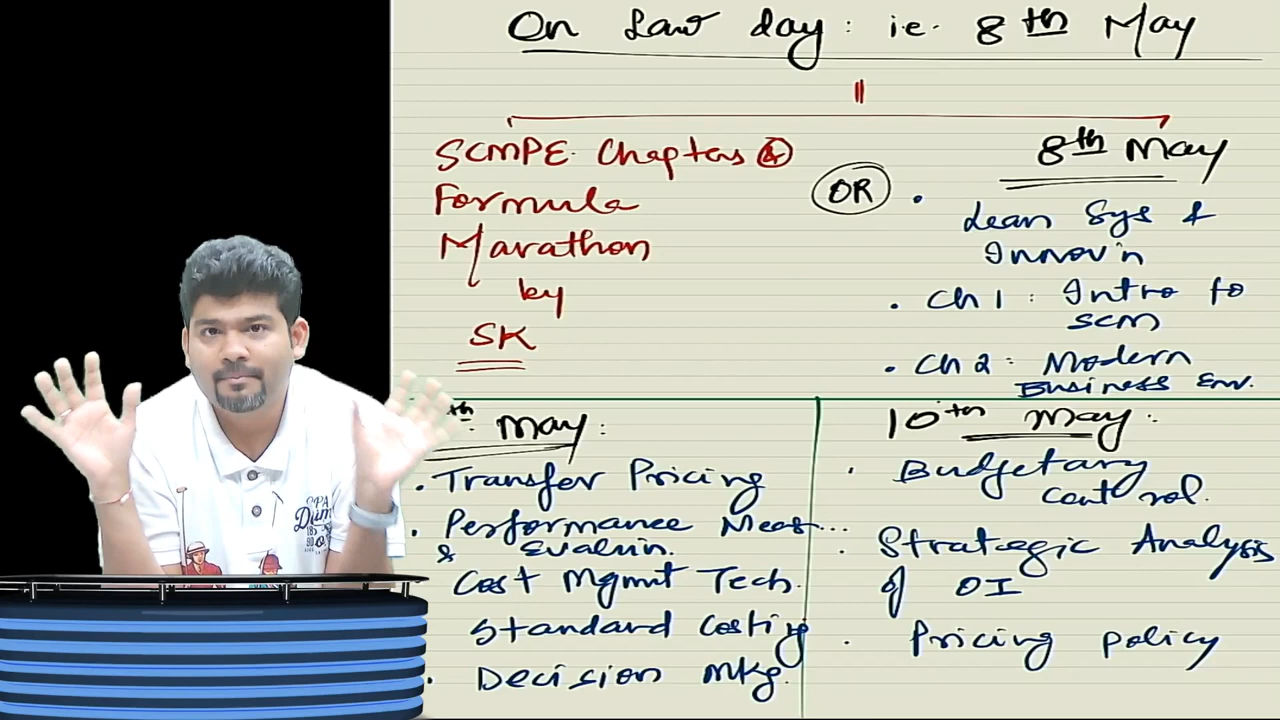 On Law day : i.e. 8th May
SCMPE Chapters &
Formula
Marathon
by
SK
OR
8th May
. Lean Sys &
Innov'n
. Ch 1 : Intro to
SCM
. Ch 2 : Modern
Business Env.
th May :
. Transfer Pricing
. Performance Meas...
& Evalu'n.
Cost Mgmt Tech.
Standard Costing
. Decision Mkg.
10th May :
. Budgetary
Control.
. Strategic Analysis
of OI
. Pricing policy